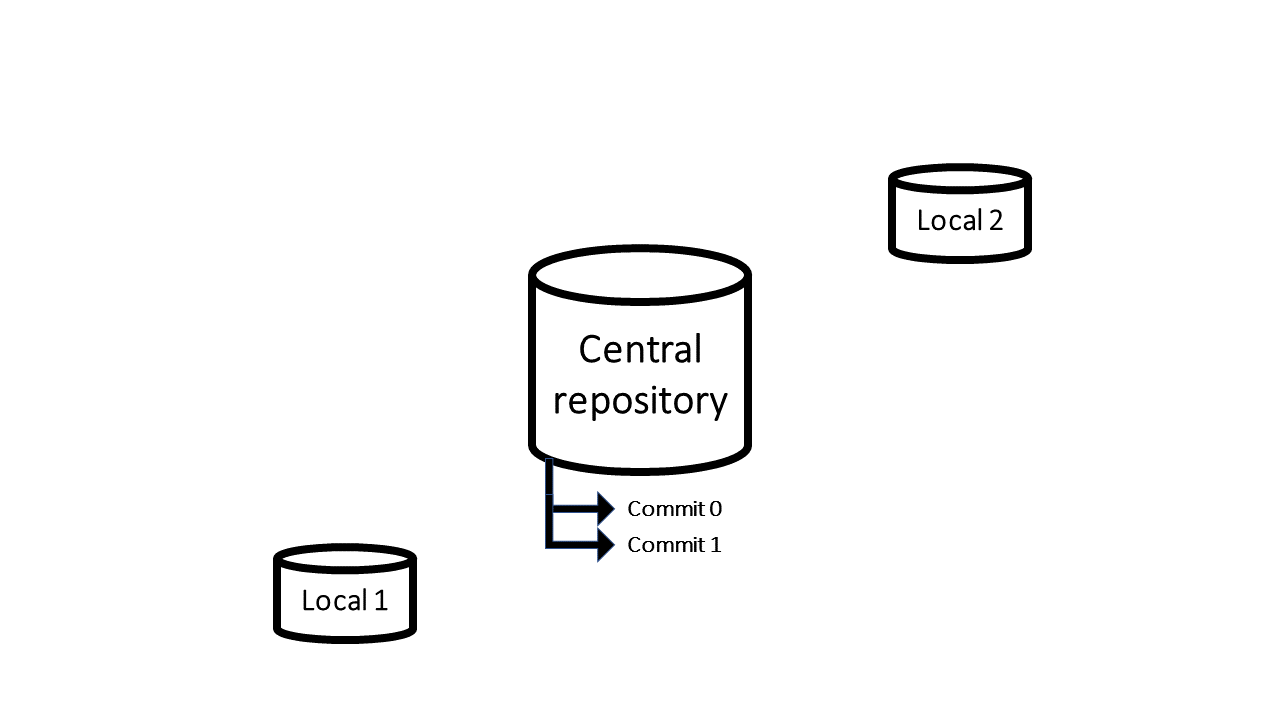 Local 2
Central
repository
Commit 0
Commit 1
Local 1